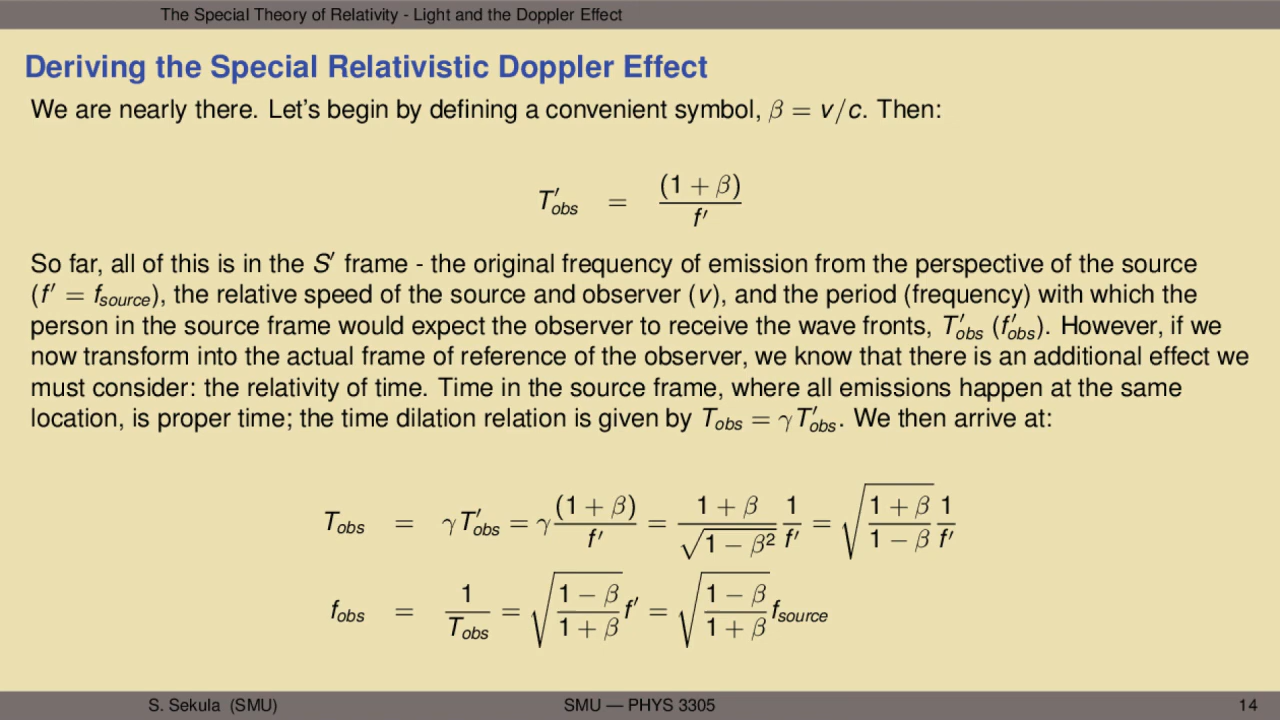 The Special Theory of Relativity - Light and the Doppler Effect
Deriving the Special Relativistic Doppler Effect
We are nearly there. Let's begin by defining a convenient symbol, β = v/c. Then:
T′obs = (1 + β)/f′
So far, all of this is in the S′ frame - the original frequency of emission from the perspective of the source
(f′ = fsource), the relative speed of the source and observer (v), and the period (frequency) with which the
person in the source frame would expect the observer to receive the wave fronts, T′obs (f′obs). However, if we
now transform into the actual frame of reference of the observer, we know that there is an additional effect we
must consider: the relativity of time. Time in the source frame, where all emissions happen at the same
location, is proper time; the time dilation relation is given by Tobs = γT′obs. We then arrive at:
Tobs = γT′obs = γ(1 + β)/f′ = (1 + β)/√(1 − β²) 1/f′ = √((1 + β)/(1 − β)) 1/f′
fobs = 1/Tobs = √((1 − β)/(1 + β)) f′ = √((1 − β)/(1 + β)) fsource
S. Sekula (SMU) SMU — PHYS 3305 14